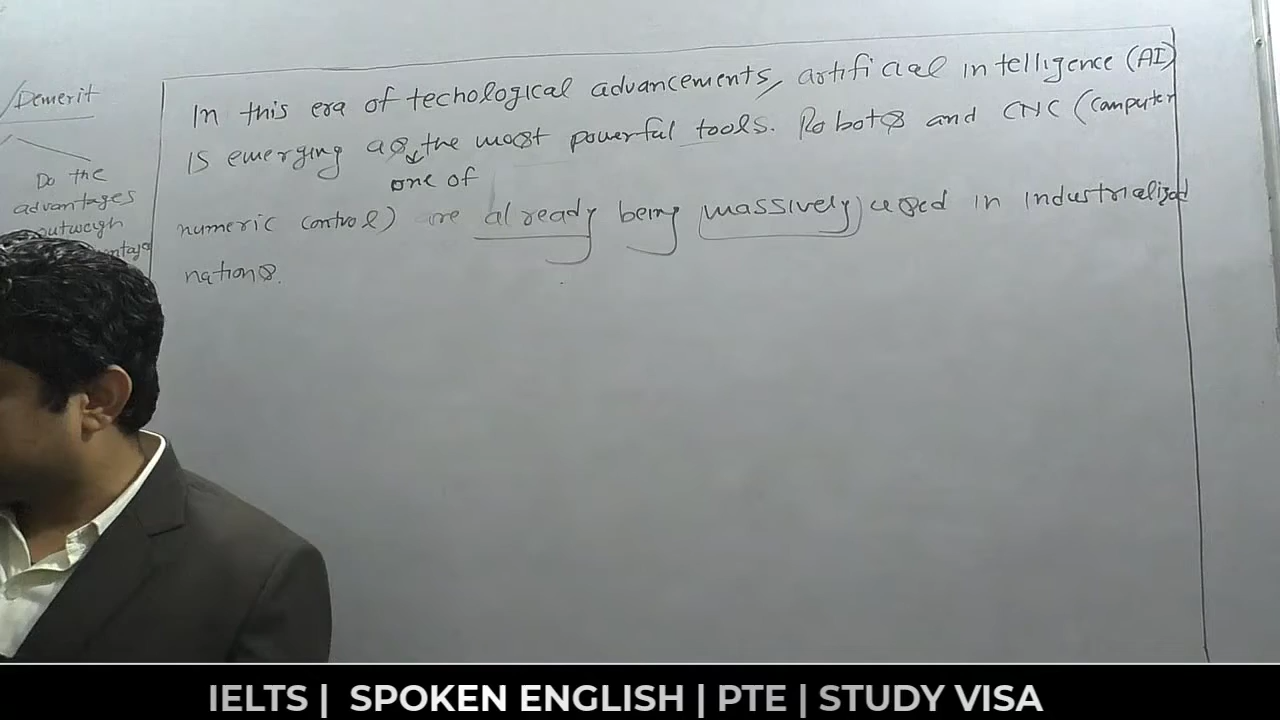 /Demerit
Do the
advantages
outweigh
In this era of techological advancements, artificial intelligence (AI)
is emerging as the most powerful tools. Robots and CNC (Computer
one of
numeric control) are already being massively used in industrialized
nations.
IELTS | SPOKEN ENGLISH | PTE | STUDY VISA